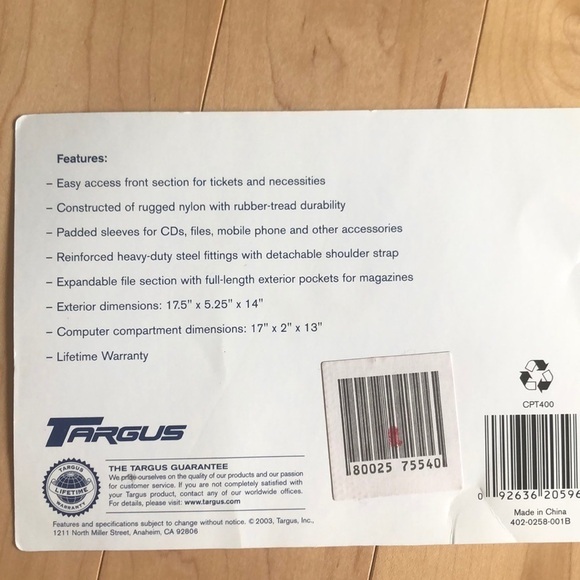 Features:
– Easy access front section for tickets and necessities
– Constructed of rugged nylon with rubber-tread durability
– Padded sleeves for CDs, files, mobile phone and other accessories
– Reinforced heavy-duty steel fittings with detachable shoulder strap
– Expandable file section with full-length exterior pockets for magazines
– Exterior dimensions: 17.5" x 5.25" x 14"
– Computer compartment dimensions: 17" x 2" x 13"
– Lifetime Warranty
TARGUS
TARGUS
LIFETIME
WARRANTY
THE TARGUS GUARANTEE
We pride ourselves on the quality of our products and our passion
for customer service. If you are not completely satisfied with
your Targus product, contact any of our worldwide offices.
For details, please visit: www.targus.com
Features and specifications subject to change without notice. © 2003, Targus, Inc.,
1211 North Miller Street, Anaheim, CA 92806
80025 75540
CPT400
0 92636 20596
Made in China
402-0258-001B